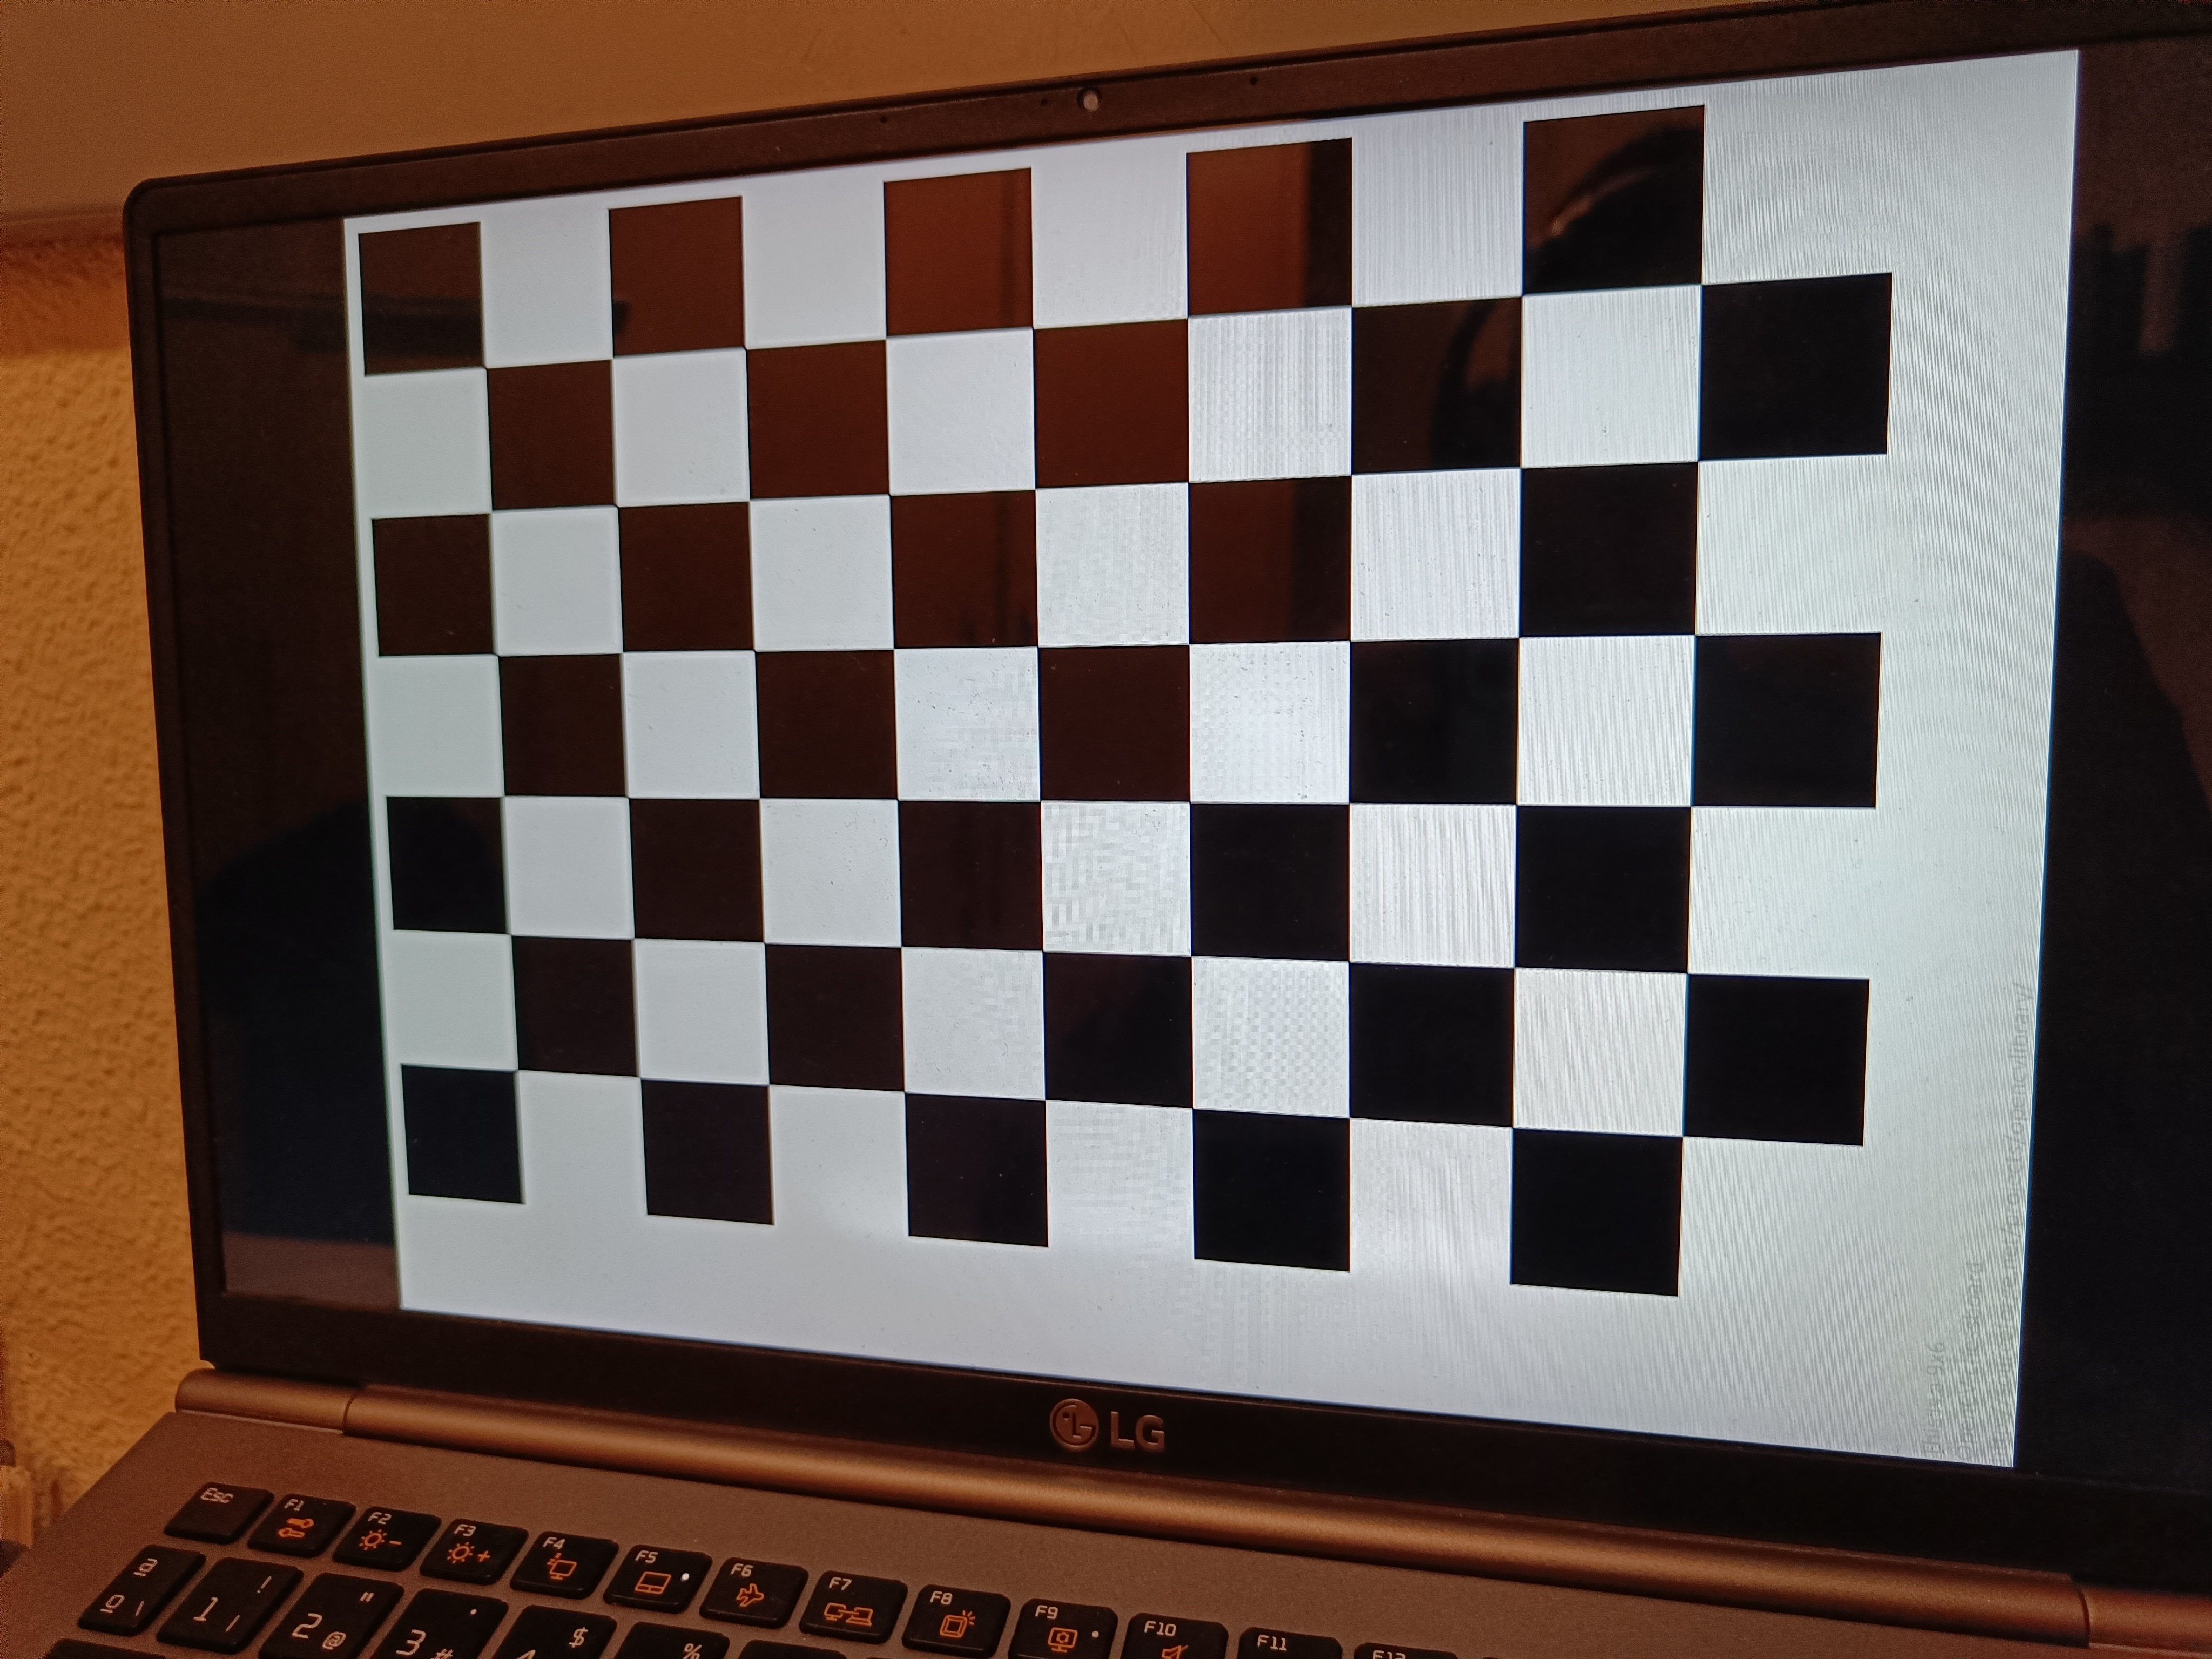 This is a 9x6
OpenCV chessboard
http://sourceforge.net/projects/opencvlibrary/
LG
Esc
F1
F2
F3
F4
F5
F6
F7
F8
F9
F10
F11
F12
ª º \
! 1 |
" 2 @
· 3 #
$ 4
%